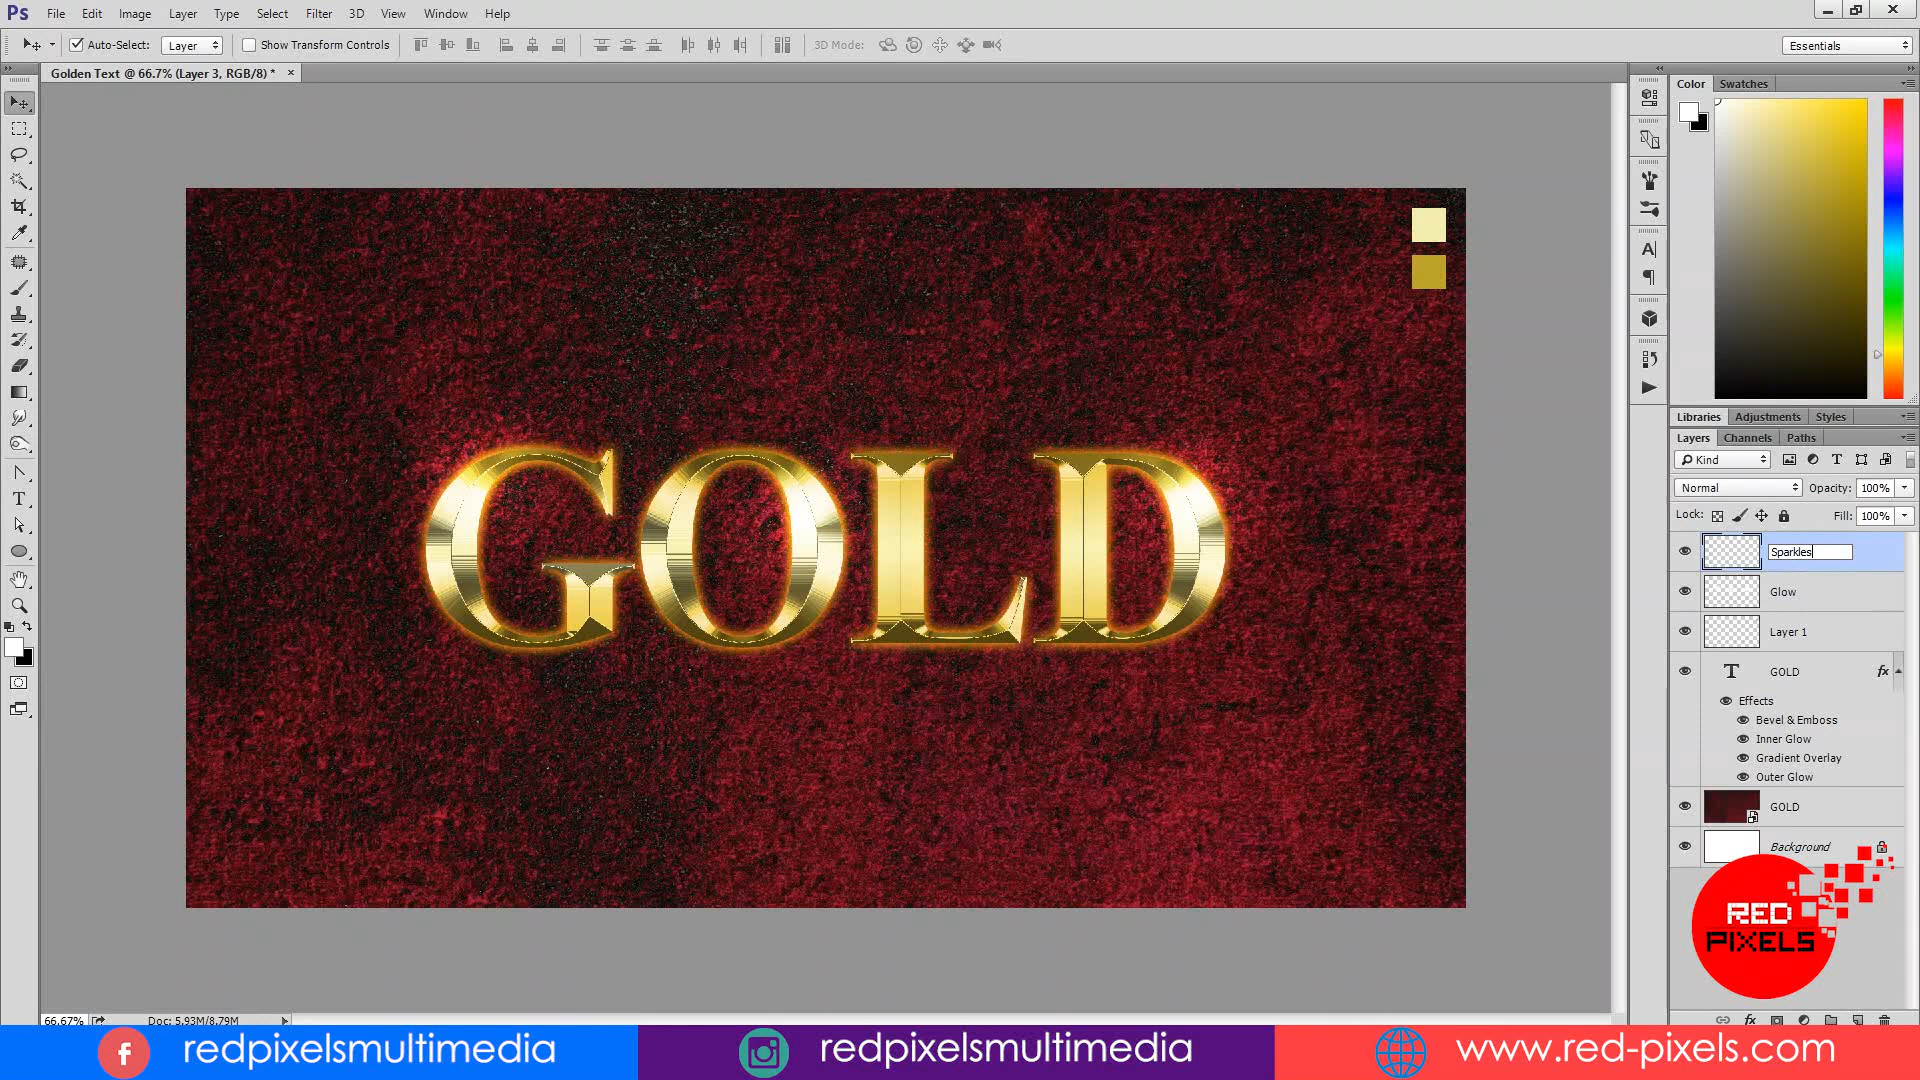 Ps File Edit Image Layer Type Select Filter 3D View Window Help
Auto-Select: Layer Show Transform Controls 3D Mode: Essentials
Golden Text @ 66.7% (Layer 3, RGB/8) * ×
Color Swatches
GOLD
Libraries Adjustments Styles
Layers Channels Paths
Kind
Normal Opacity: 100%
Lock: Fill: 100%
Sparkles
Glow
Layer 1
T GOLD fx
Effects
Bevel & Emboss
Inner Glow
Gradient Overlay
Outer Glow
GOLD
Background
RED
PIXELS
66.67% Doc: 5.93M/8.79M
redpixelsmultimedia redpixelsmultimedia www.red-pixels.com